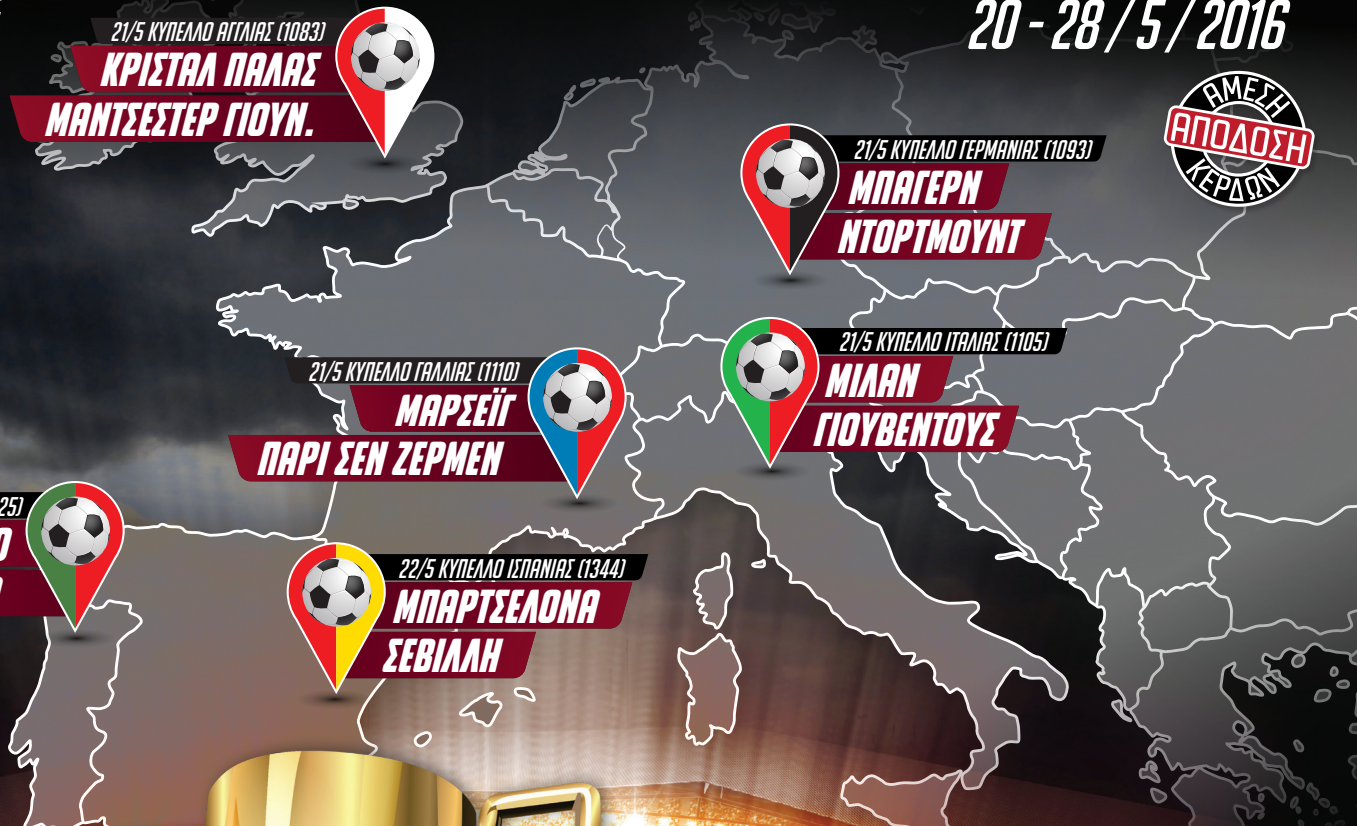 20 - 28 / 5 / 2016
21/5 ΚΥΠΕΛΛΟ ΑΓΓΛΙΑΣ (1083)
ΚΡΙΣΤΑΛ ΠΑΛΑΣ
ΜΑΝΤΣΕΣΤΕΡ ΓΙΟΥΝ.
ΑΜΕΣΗ
ΑΠΟΔΟΣΗ
ΚΕΡΔΩΝ
21/5 ΚΥΠΕΛΛΟ ΓΕΡΜΑΝΙΑΣ (1093)
ΜΠΑΓΕΡΝ
ΝΤΟΡΤΜΟΥΝΤ
21/5 ΚΥΠΕΛΛΟ ΙΤΑΛΙΑΣ (1105)
ΜΙΛΑΝ
ΓΙΟΥΒΕΝΤΟΥΣ
21/5 ΚΥΠΕΛΛΟ ΓΑΛΛΙΑΣ (1110)
ΜΑΡΣΕΪΓ
ΠΑΡΙ ΣΕΝ ΖΕΡΜΕΝ
25)
Ο
22/5 ΚΥΠΕΛΛΟ ΙΣΠΑΝΙΑΣ (1344)
ΜΠΑΡΤΣΕΛΟΝΑ
ΣΕΒΙΛΛΗ